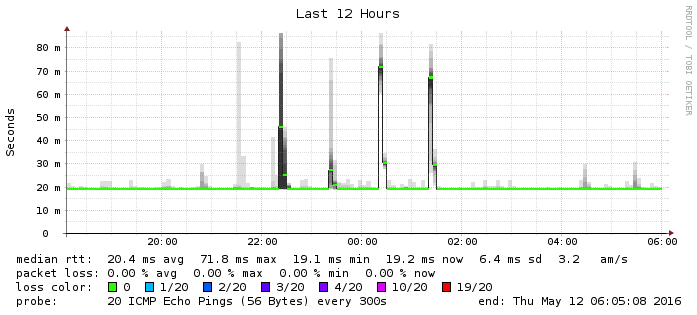 Last 12 Hours
RRDTOOL / TOBI OETIKER
Seconds
80 m
70 m
60 m
50 m
40 m
30 m
20 m
10 m
0
20:00 22:00 00:00 02:00 04:00 06:00
median rtt: 20.4 ms avg 71.8 ms max 19.1 ms min 19.2 ms now 6.4 ms sd 3.2 am/s
packet loss: 0.00 % avg 0.00 % max 0.00 % min 0.00 % now
loss color: 0 1/20 2/20 3/20 4/20 10/20 19/20
probe: 20 ICMP Echo Pings (56 Bytes) every 300s end: Thu May 12 06:05:08 2016